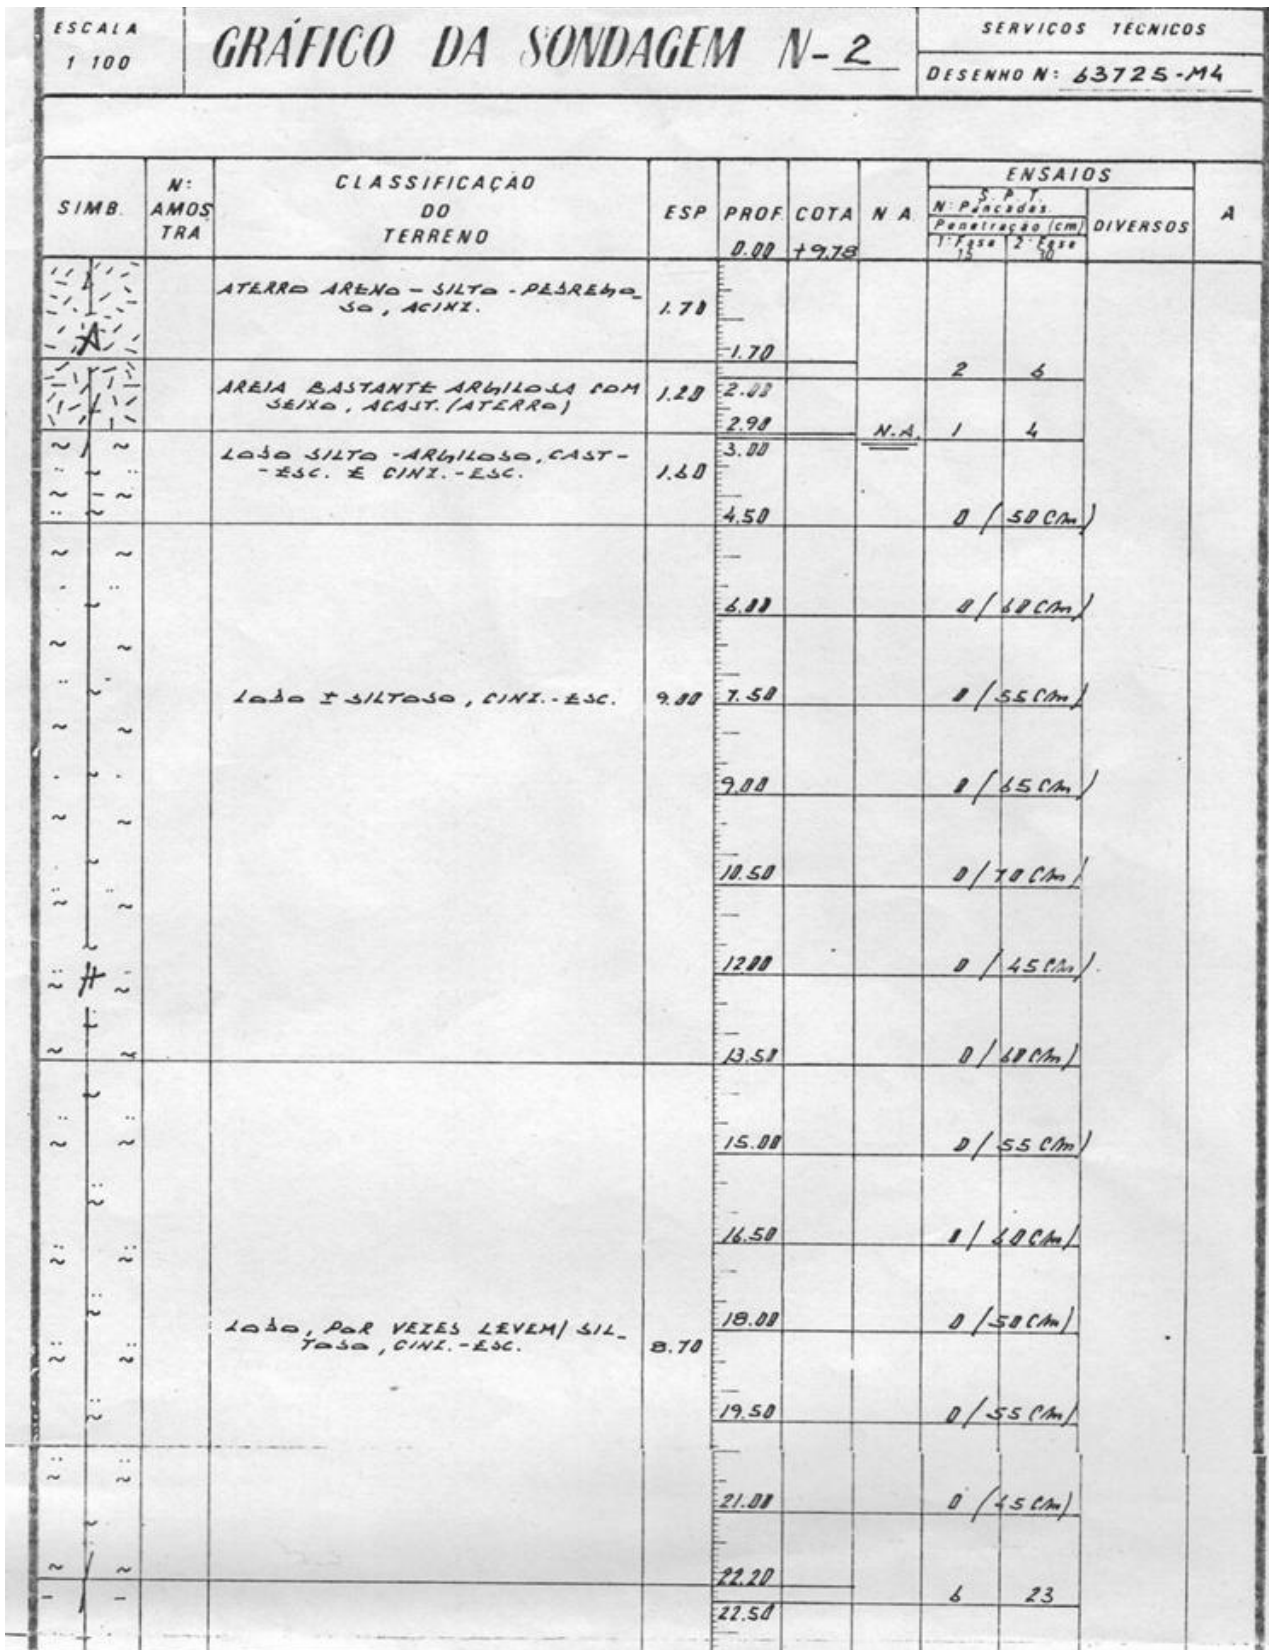 ESCALA
1 100
GRÁFICO DA SONDAGEM N- 2
SERVIÇOS TECNICOS
DESENHO N: 63725-M4
SIMB.
N:
AMOS
TRA
CLASSIFICAÇÃO
DO
TERRENO
ESP
PROF
0.00
COTA
+9.78
N A
ENSAIOS
S. P. T.
N: Pancadas
Penetração (cm)
1ª Fase
15
2ª Fase
30
DIVERSOS
A
ATERRO ARENO - SILTO - PEDREGO_
SO, ACINZ.
1.70
1.70
A
2 6
AREIA BASTANTE ARGILOSA COM
SEIXO, ACAST. (ATERRO)
1.20
2.00
2.90
N.A.
1 4
3.00
LODO SILTO - ARGILOSO, CAST-
-ESC. E CINZ. -ESC.
1.60
4.50
0 / 50 Cm)
6.00
0 / 60 Cm)
LODO ± SILTOSO, CINZ. -ESC.
9.00
7.50
0 / 55 Cm)
9.00
0 / 65 Cm)
10.50
0 / 70 Cm)
12.00
0 / 45 Cm)
H
13.50
0 / 60 Cm)
15.00
0 / 55 Cm)
16.50
0 / 60 Cm)
LODO, POR VEZES LEVEM/ SIL_
TOSO, CINZ. -ESC.
8.70
18.00
0 / 50 Cm)
19.50
0 / 55 Cm)
21.00
0 / 45 Cm)
22.20
6 23
22.50